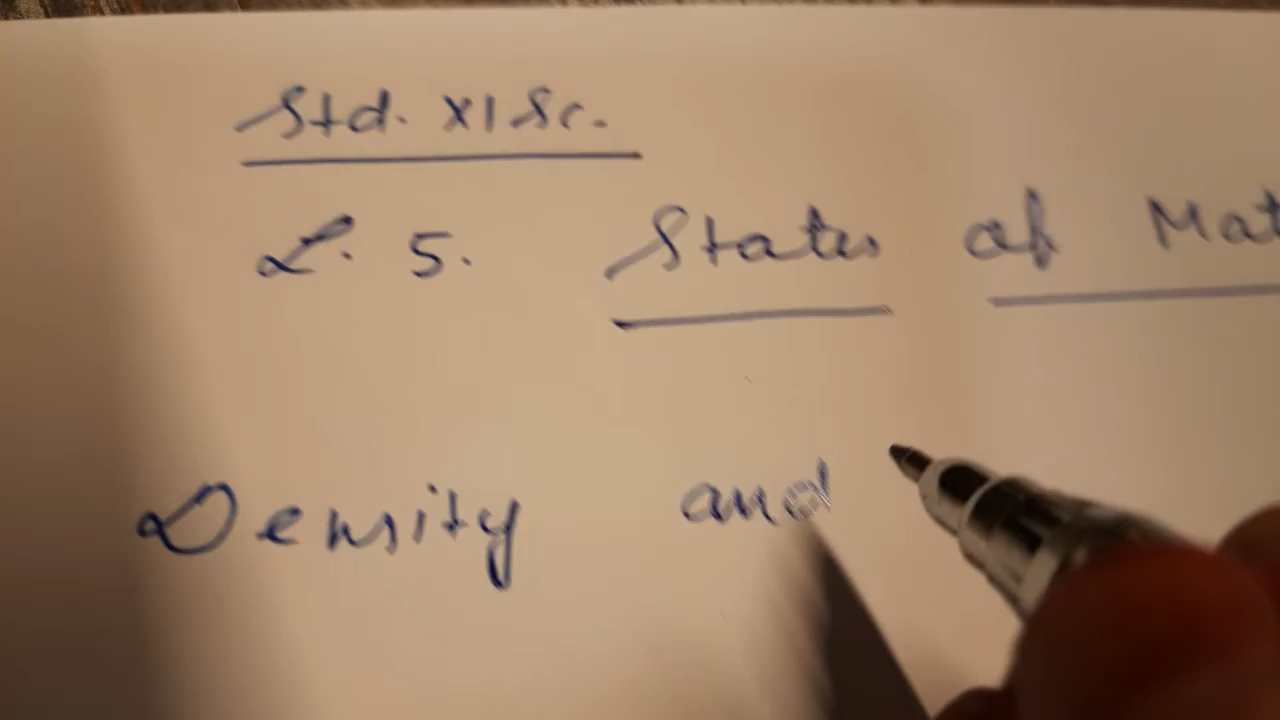 Std. XI Sc.
L. 5. States of Mat
Density and